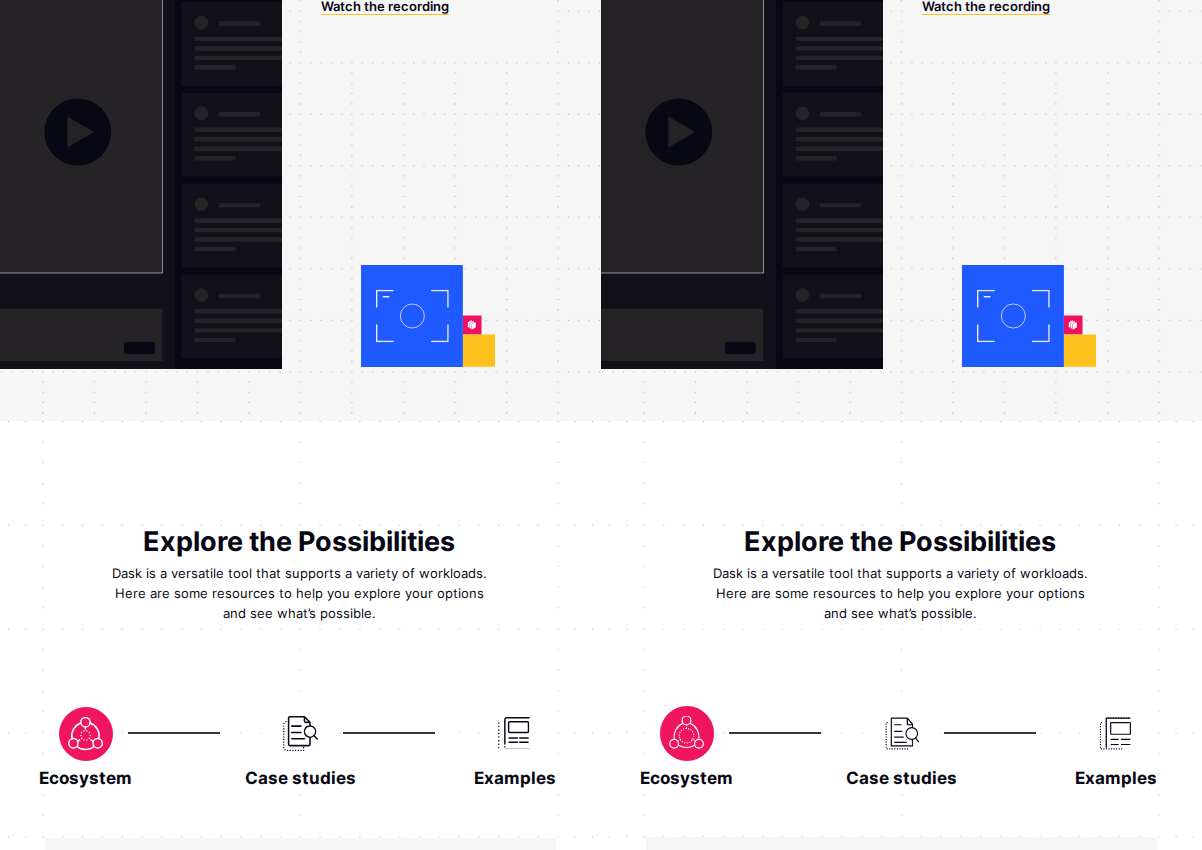 Watch the recording
Watch the recording
Explore the Possibilities
Dask is a versatile tool that supports a variety of workloads.
Here are some resources to help you explore your options
and see what's possible.
Explore the Possibilities
Dask is a versatile tool that supports a variety of workloads.
Here are some resources to help you explore your options
and see what's possible.
Ecosystem
Case studies
Examples
Ecosystem
Case studies
Examples